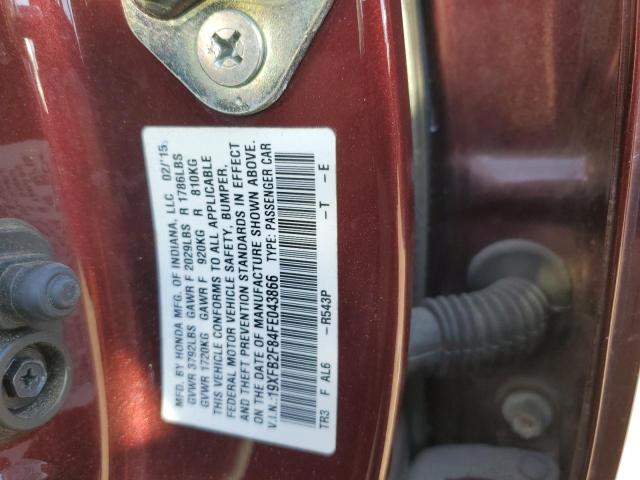 MFD. BY HONDA MFG. OF INDIANA, LLC 02/'15
GVWR 3792LBS GAWR F 2029LBS R 1786LBS
GVWR 1720KG GAWR F 920KG R 810KG
THIS VEHICLE CONFORMS TO ALL APPLICABLE
FEDERAL MOTOR VEHICLE SAFETY, BUMPER,
AND THEFT PREVENTION STANDARDS IN EFFECT
ON THE DATE OF MANUFACTURE SHOWN ABOVE.
V.I.N.:19XFB2F84FE043866 TYPE: PASSENGER CAR
TR3 F AL6 -R543P -T -E